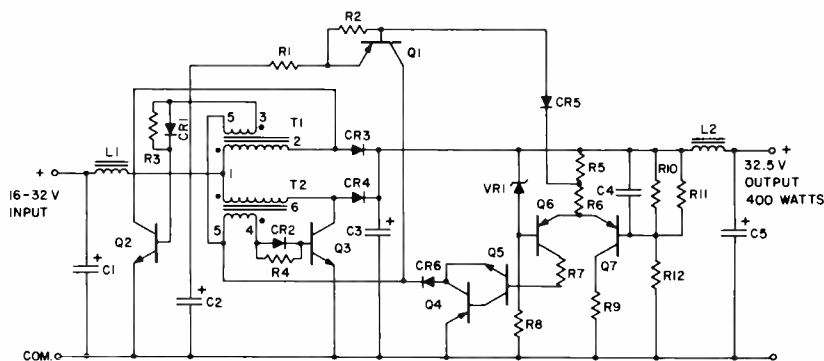 R2
Q1
R1
CR5
5 3
T1
CR1
R3
2
CR3
L1
L2
+
+
1
16-32 V
INPUT
T2
CR4
R5
R10
R11
C4
VR1
R6
32.5 V
OUTPUT
400 WATTS
6
Q6
5 4
CR2
Q3
C3
+
Q2
R4
Q7
C5
+
Q5
CR6
R7
R12
C1
+
C2
+
Q4
R8
R9
COM.